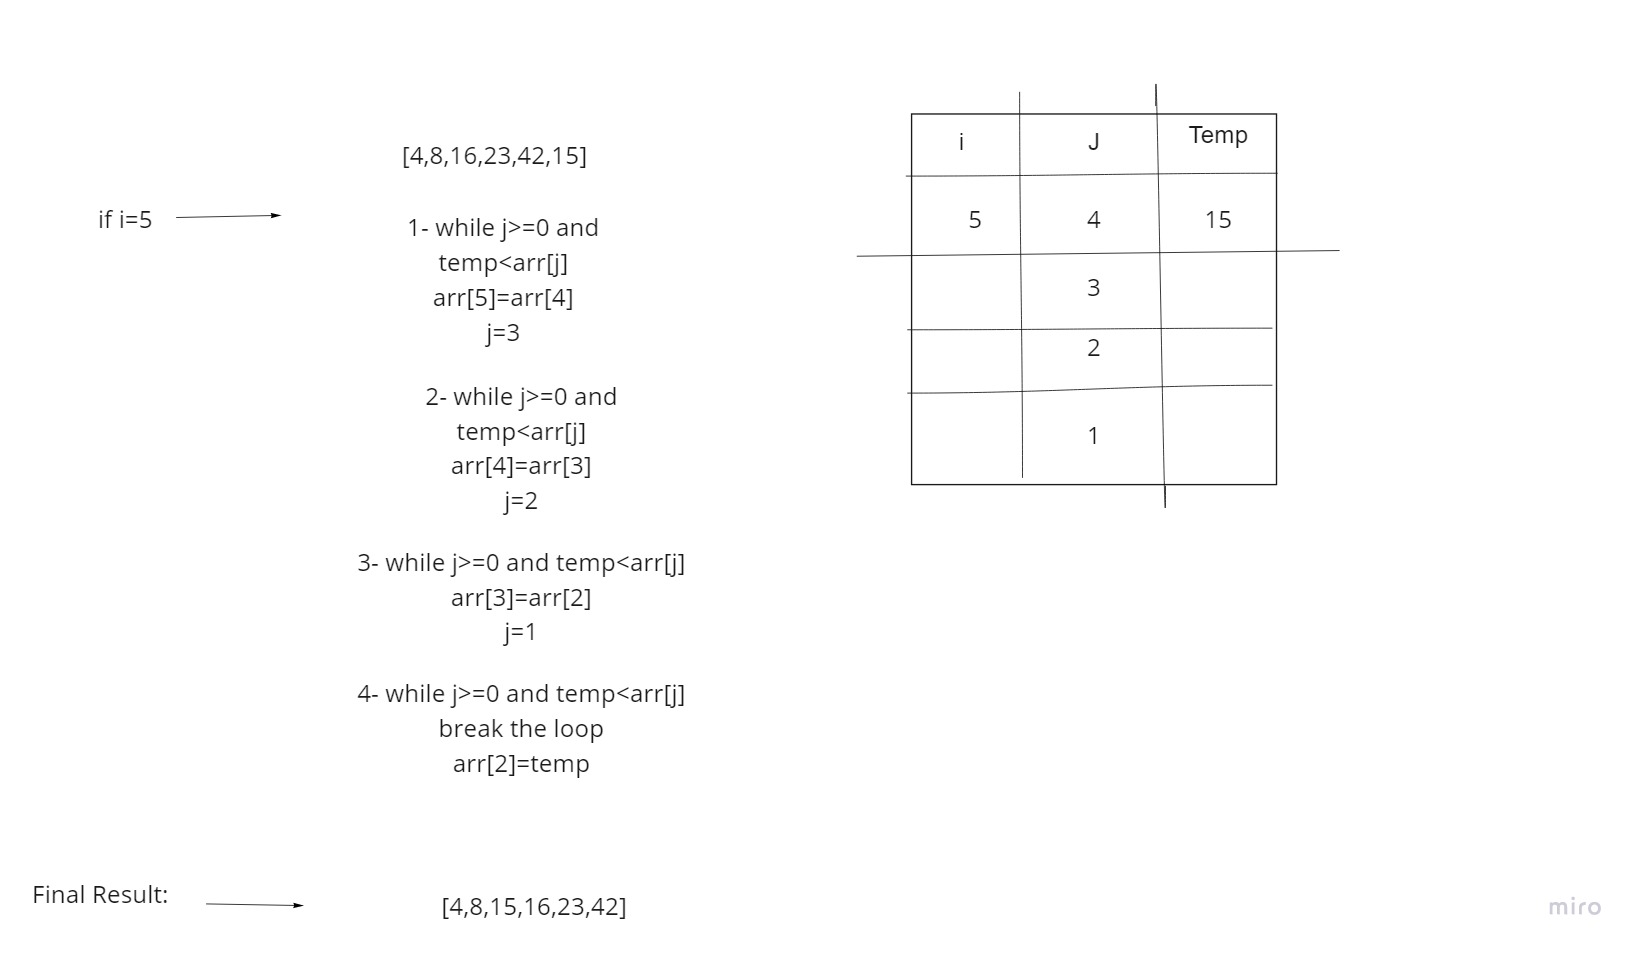 [4,8,16,23,42,15]
if i=5
1- while j>=0 and
temp<arr[j]
arr[5]=arr[4]
j=3
2- while j>=0 and
temp<arr[j]
arr[4]=arr[3]
j=2
3- while j>=0 and temp<arr[j]
arr[3]=arr[2]
j=1
4- while j>=0 and temp<arr[j]
break the loop
arr[2]=temp
Final Result:
[4,8,15,16,23,42]
i J Temp
5 4 15
3
2
1
miro